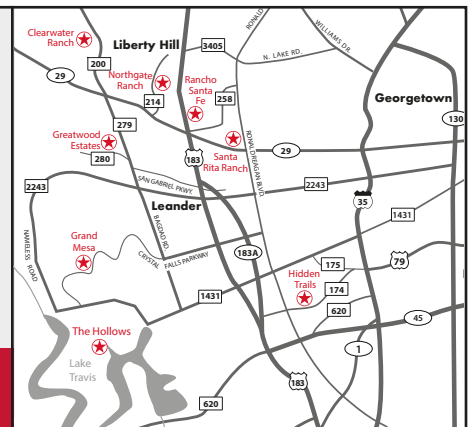 Clearwater
Ranch
Liberty Hill
3405
RONALD
WILLIAMS DR.
N. LAKE RD.
200
29
Northgate
Ranch
Rancho
Santa
Fe
214
258
Georgetown
130
279
Greatwood
Estates
280
183
Santa
Rita Ranch
RONALD REAGAN BLVD.
29
2243
SAN GABRIEL PKWY.
2243
35
Leander
1431
NAMELESS ROAD
Grand
Mesa
BAGDAD RD.
CRYSTAL FALLS PARKWAY
183A
175
79
Hidden
Trails
174
1431
620
45
The Hollows
Lake
Travis
1
183
620